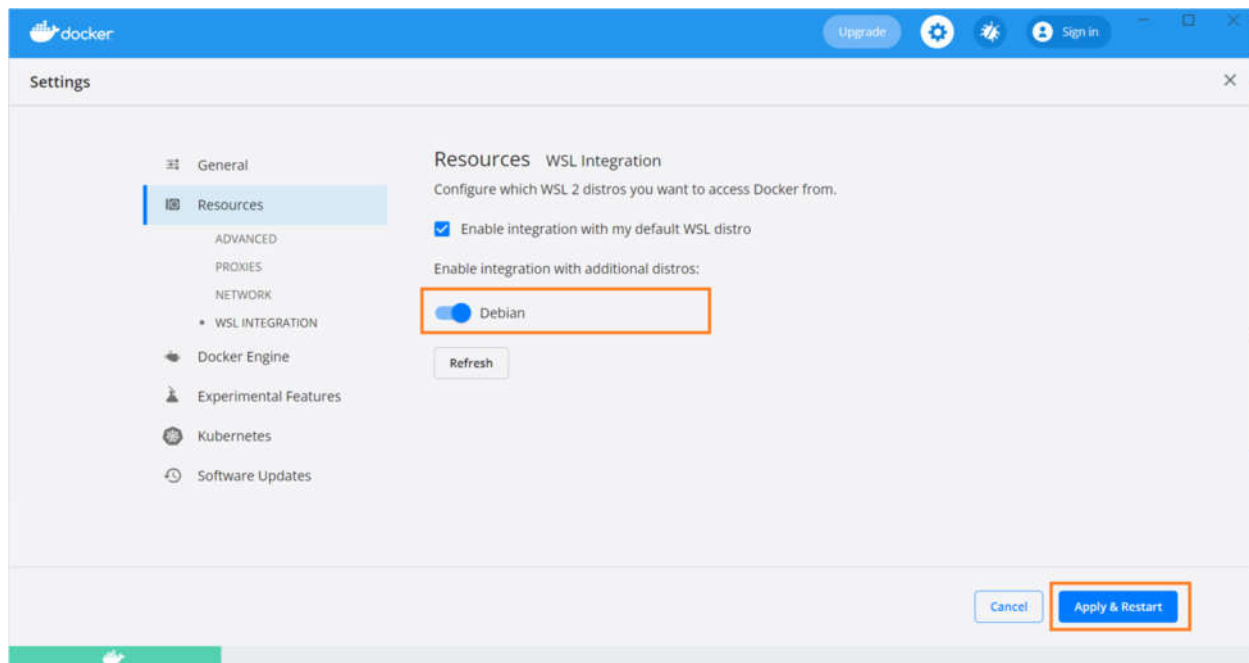 docker
Upgrade
Sign in
Settings
General
Resources
ADVANCED
PROXIES
NETWORK
WSL INTEGRATION
Docker Engine
Experimental Features
Kubernetes
Software Updates
Resources WSL Integration
Configure which WSL 2 distros you want to access Docker from.
Enable integration with my default WSL distro
Enable integration with additional distros:
Debian
Refresh
Cancel
Apply & Restart